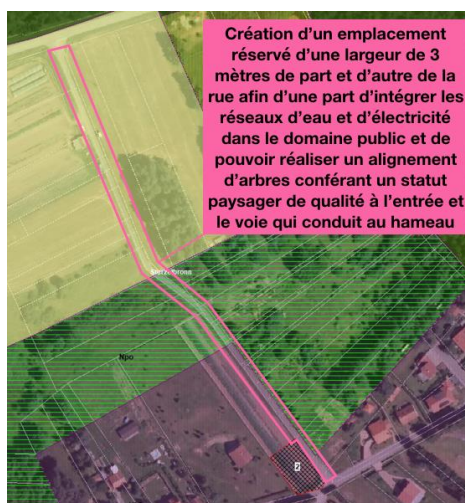 Création d’un emplacement
réservé d’une largeur de 3
mètres de part et d’autre de la
rue afin d’une part d’intégrer les
réseaux d’eau et d’électricité
dans le domaine public et de
pouvoir réaliser un alignement
d’arbres conférant un statut
paysager de qualité à l’entrée et
le voie qui conduit au hameau
Npo
2